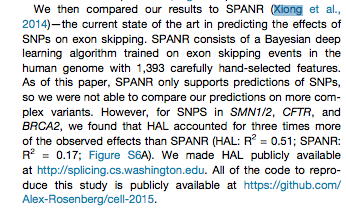 We then compared our results to SPANR (Xiong et al.,
2014)—the current state of the art in predicting the effects of
SNPs on exon skipping. SPANR consists of a Bayesian deep
learning algorithm trained on exon skipping events in the
human genome with 1,393 carefully hand-selected features.
As of this paper, SPANR only supports predictions of SNPs,
so we were not able to compare our predictions on more com-
plex variants. However, for SNPS in SMN1/2, CFTR, and
BRCA2, we found that HAL accounted for three times more
of the observed effects than SPANR (HAL: R² = 0.51; SPANR:
R² = 0.17; Figure S6A). We made HAL publicly available
at http://splicing.cs.washington.edu. All of the code to repro-
duce this study is publicly available at https://github.com/
Alex-Rosenberg/cell-2015.